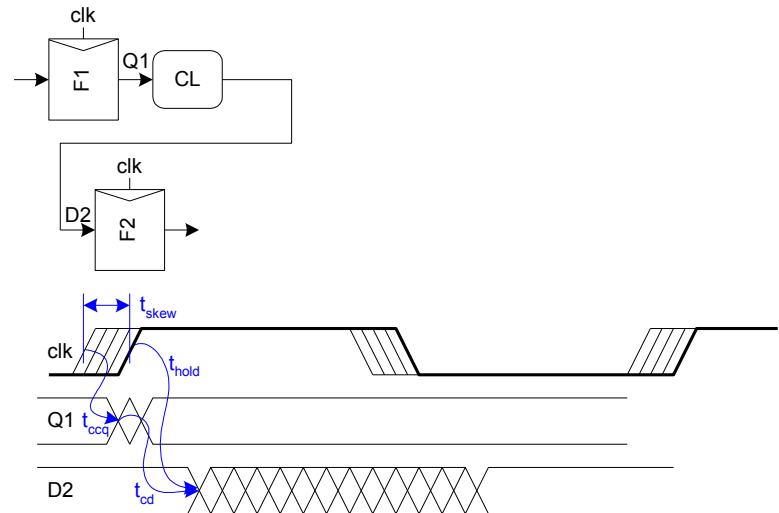 clk
F1
Q1
CL
clk
D2
F2
tskew
clk
thold
Q1
tccq
D2
tcd